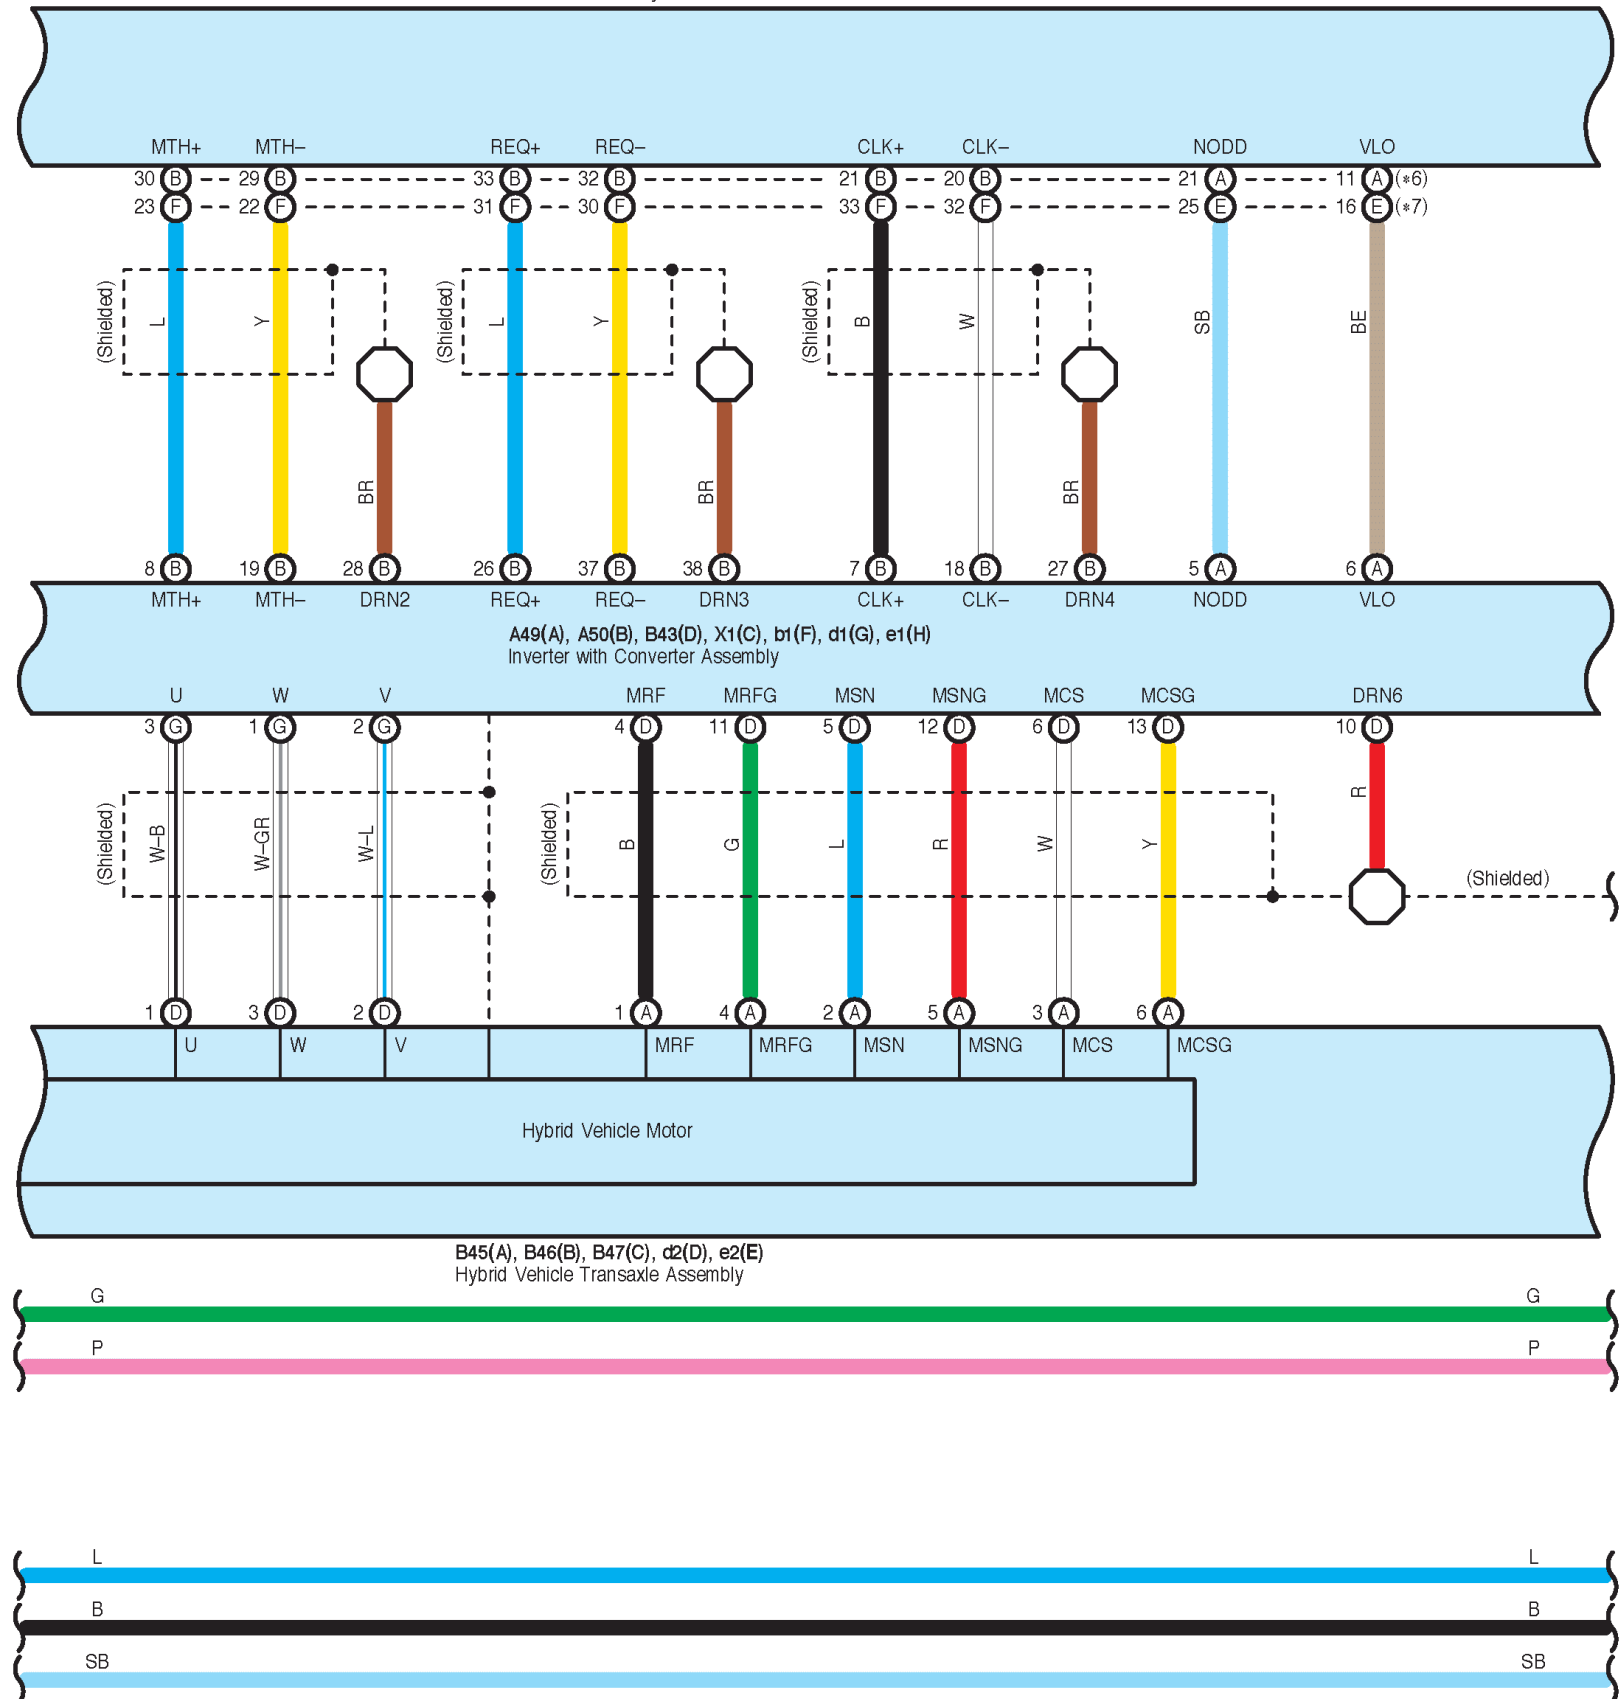 MTH+ MTH– REQ+ REQ– CLK+ CLK– NODD VLO
30 B 29 B 33 B 32 B 21 B 20 B 21 A 11 A (*6)
23 F 22 F 31 F 30 F 33 F 32 F 25 E 16 E (*7)
(Shielded) L Y (Shielded) L Y (Shielded) B W SB BE
BR BR BR
8 B 19 B 28 B 26 B 37 B 38 B 7 B 18 B 27 B 5 A 6 A
MTH+ MTH– DRN2 REQ+ REQ– DRN3 CLK+ CLK– DRN4 NODD VLO
A49(A), A50(B), B43(D), X1(C), b1(F), d1(G), e1(H)
Inverter with Converter Assembly
U W V MRF MRFG MSN MSNG MCS MCSG DRN6
3 G 1 G 2 G 4 D 11 D 5 D 12 D 6 D 13 D 10 D
R
(Shielded) W–B W–GR W–L (Shielded) B G L R W Y
(Shielded)
1 D 3 D 2 D 1 A 4 A 2 A 5 A 3 A 6 A
U W V MRF MRFG MSN MSNG MCS MCSG
Hybrid Vehicle Motor
B45(A), B46(B), B47(C), d2(D), e2(E)
Hybrid Vehicle Transaxle Assembly
G G
P P
L L
B B
SB SB